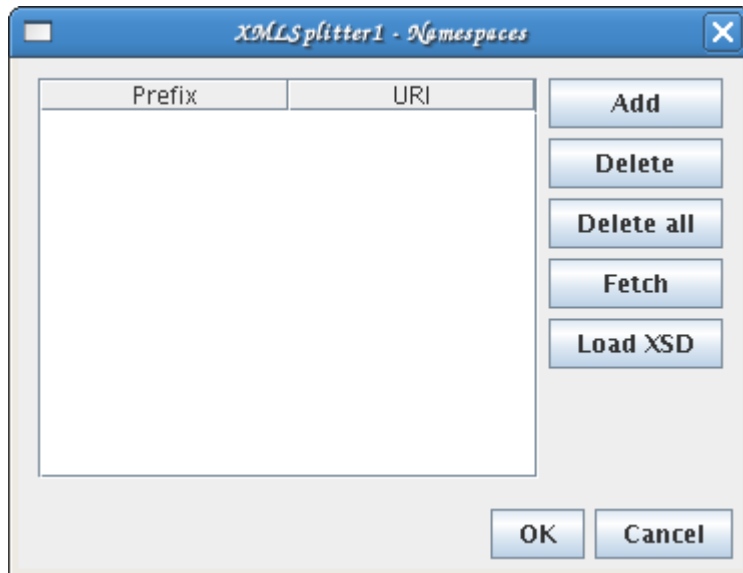 XMLSplitter1 - Namespaces
Prefix URI
Add
Delete
Delete all
Fetch
Load XSD
OK Cancel